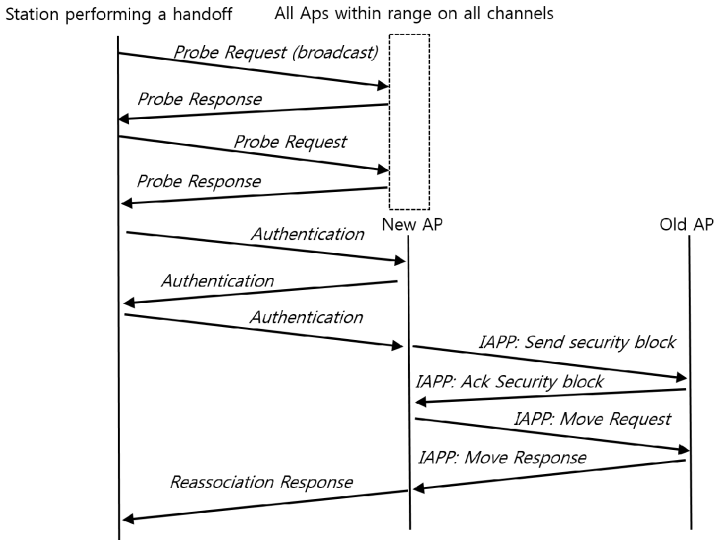 Station performing a handoff
All Aps within range on all channels
Probe Request (broadcast)
Probe Response
Probe Request
Probe Response
New AP
Old AP
Authentication
Authentication
Authentication
IAPP: Send security block
IAPP: Ack Security block
IAPP: Move Request
IAPP: Move Response
Reassociation Response